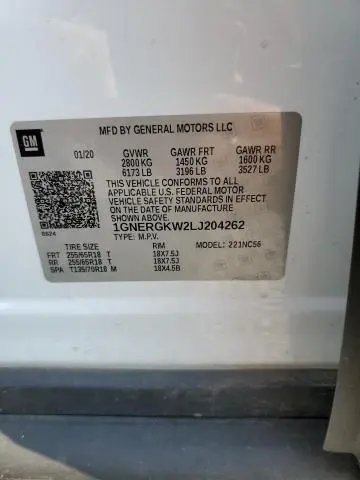 GM
MFD BY GENERAL MOTORS LLC
01/20 GVWR GAWR FRT GAWR RR
2800 KG 1450 KG 1600 KG
6173 LB 3196 LB 3527 LB
THIS VEHICLE CONFORMS TO ALL
APPLICABLE U.S. FEDERAL MOTOR
VEHICLE SAFETY STANDARDS IN
EFFECT ON THE DATE OF
MANUFACTURE SHOWN ABOVE.
1GNERGKW2LJ204262
TYPE: M.P.V. MODEL: 221NC56
8624
TIRE SIZE RIM
FRT 255/65R18 T 18X7.5J
RR 255/65R18 T 18X7.5J
SPA T135/70R18 M 18X4.5B